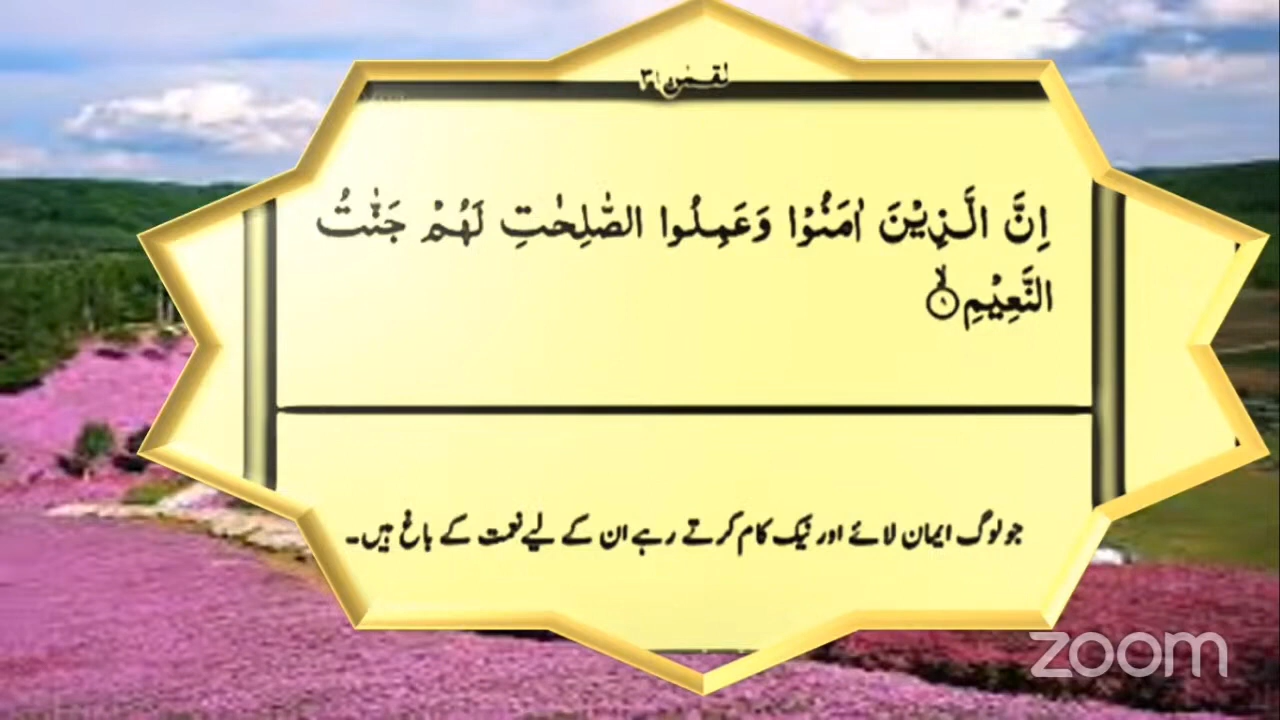 لقمٰن ۳۱
اِنَّ الَّذِيْنَ اٰمَنُوْا وَعَمِلُوا الصّٰلِحٰتِ لَهُمْ جَنّٰتُ
النَّعِيْمِ ۙ
جو لوگ ایمان لائے اور نیک کام کرتے رہے ان کے لیے نعمت کے باغ ہیں۔
zoom